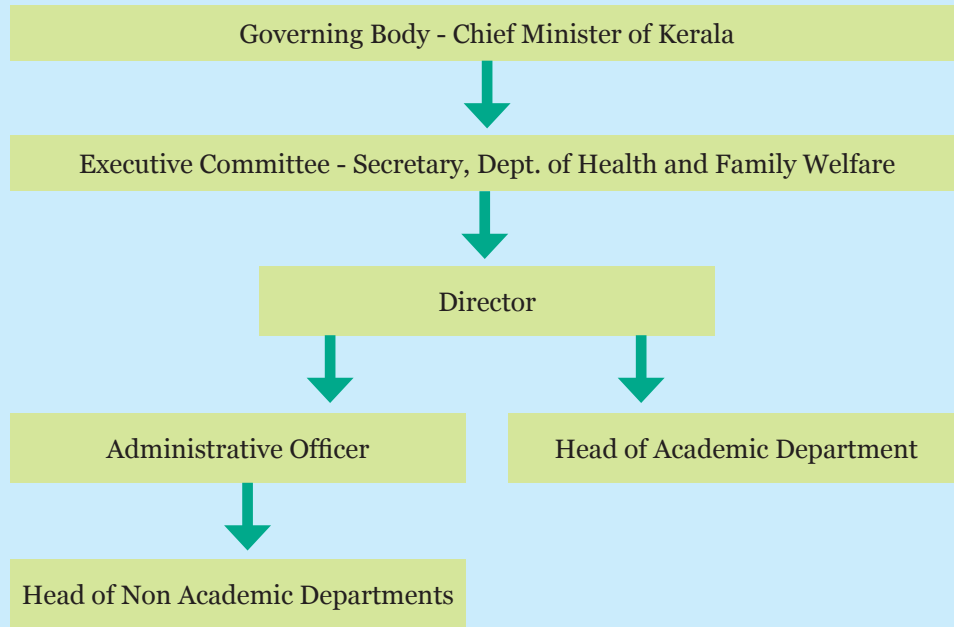 Governing Body - Chief Minister of Kerala
Executive Committee - Secretary, Dept. of Health and Family Welfare
Director
Administrative Officer
Head of Academic Department
Head of Non Academic Departments